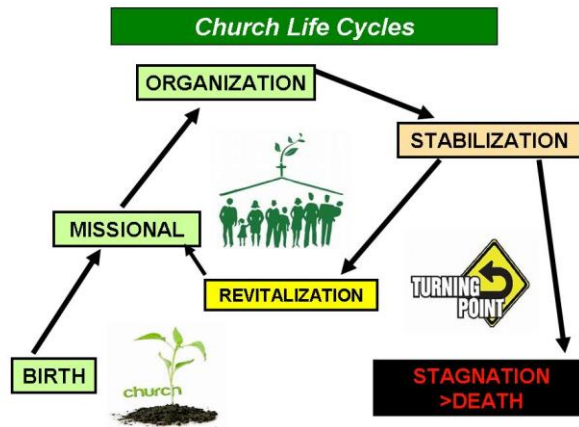 Church Life Cycles
ORGANIZATION
STABILIZATION
MISSIONAL
REVITALIZATION
TURNING
POINT
BIRTH
church
STAGNATION
>DEATH